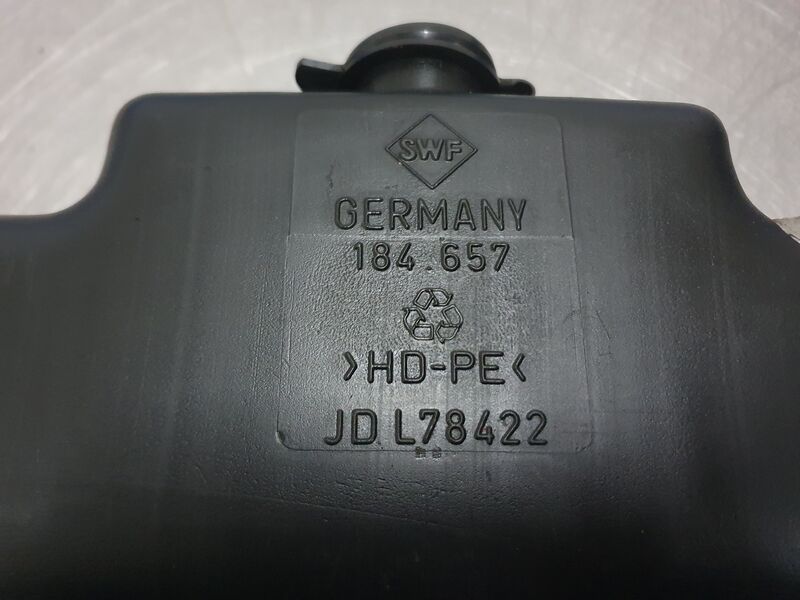 SWF
GERMANY
184.657
>HD-PE<
JD L78422